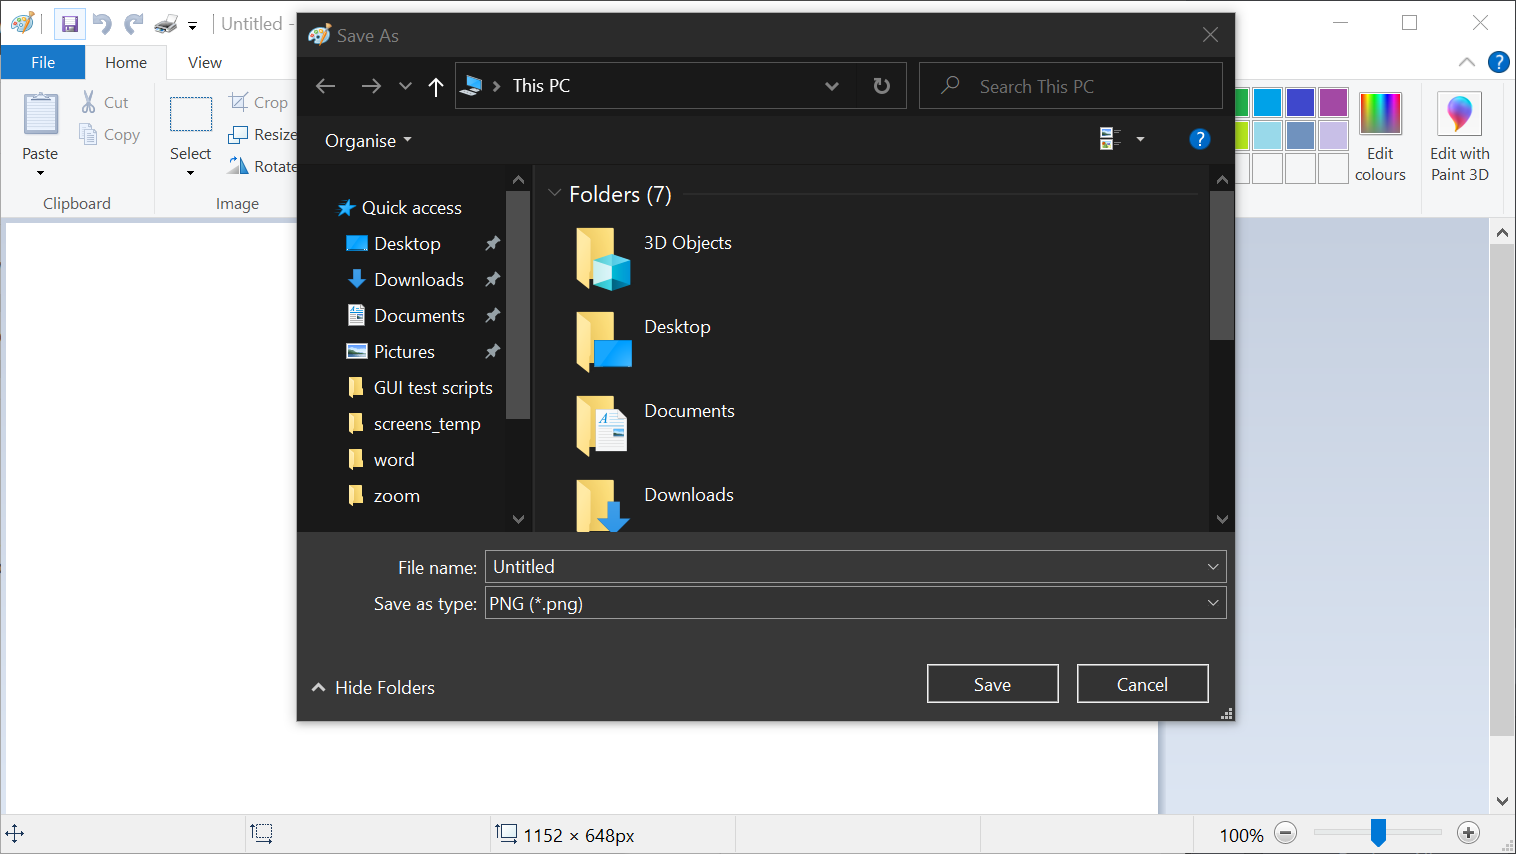 Untitled -
Save As
File
Home
View
This PC
Search This PC
Cut
Copy
Paste
Clipboard
Select
Crop
Resize
Rotate
Image
Organise
Edit
colours
Edit with
Paint 3D
Quick access
Desktop
Downloads
Documents
Pictures
GUI test scripts
screens_temp
word
zoom
Folders (7)
3D Objects
Desktop
Documents
Downloads
File name:
Untitled
Save as type:
PNG (*.png)
Hide Folders
Save
Cancel
1152 × 648px
100%